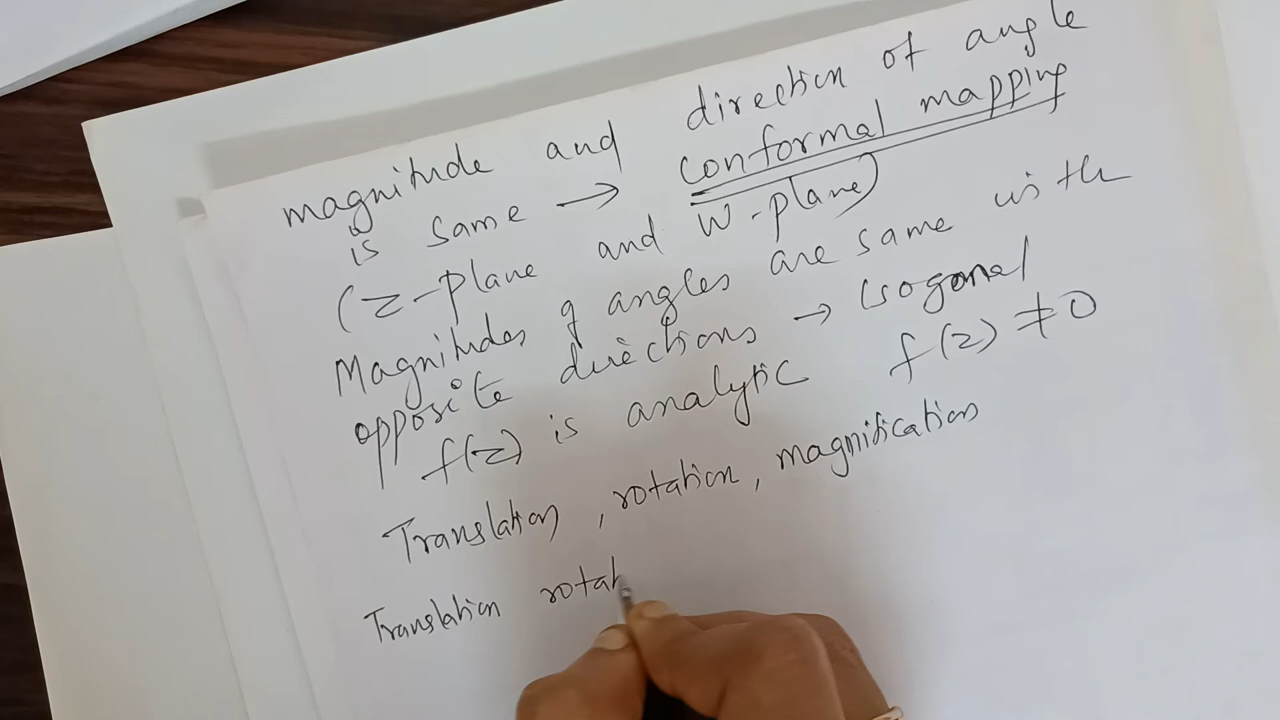 magnitude and direction of angle
is same → conformal mapping
(z-plane and w-plane)
Magnitudes of angles are same with
opposite directions → Isogonal
f(z) is analytic f(z) ≠ 0
Translation, rotation, magnification
Translation rotat